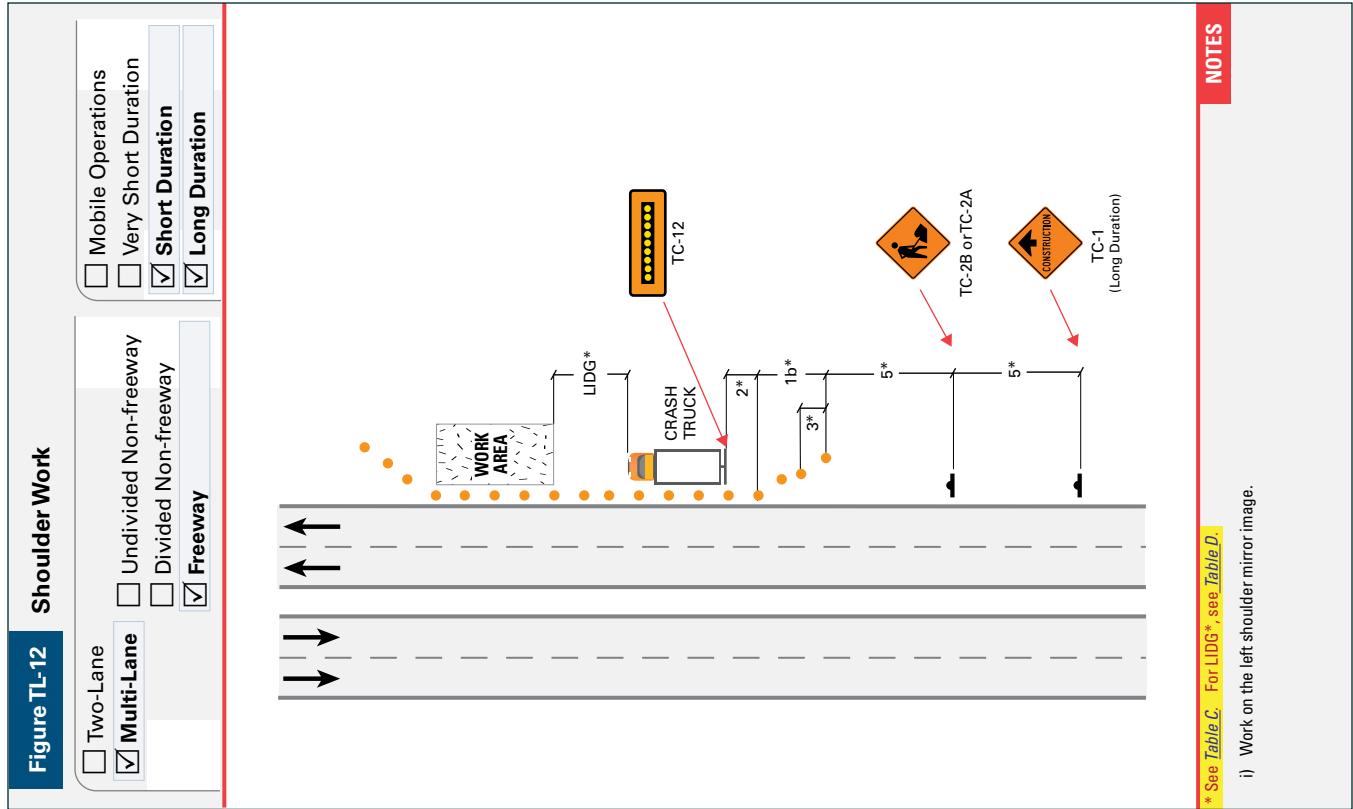 Figure TL-12 Shoulder Work
Two-Lane
Multi-Lane
Undivided Non-freeway
Divided Non-freeway
Freeway
Mobile Operations
Very Short Duration
Short Duration
Long Duration
WORK
AREA
LIDG*
CRASH
TRUCK
TC-12
2*
1b*
3*
5*
TC-2B or TC-2A
5*
CONSTRUCTION
TC-1
(Long Duration)
NOTES
* See Table C. For LIDG*, see Table D.
i) Work on the left shoulder mirror image.